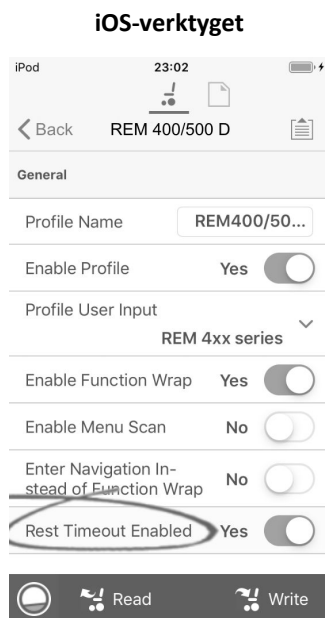 iOS-verktyget
iPod 23:02
Back REM 400/500 D
General
Profile Name REM400/50...
Enable Profile Yes
Profile User Input
REM 4xx series
Enable Function Wrap Yes
Enable Menu Scan No
Enter Navigation In-
stead of Function Wrap No
Rest Timeout Enabled Yes
Read Write